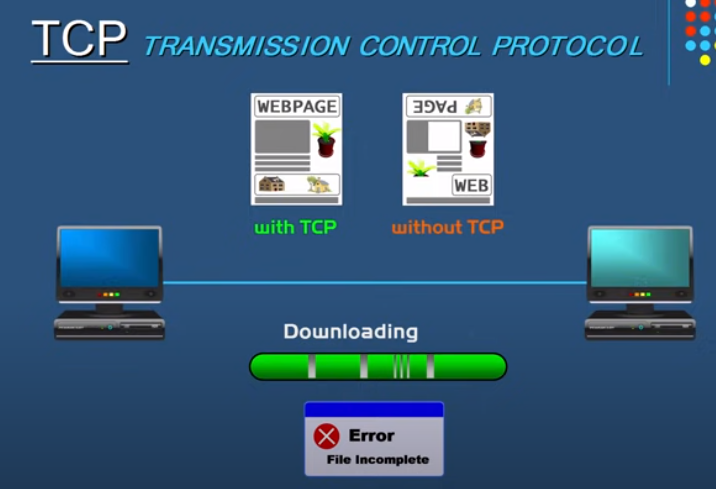 TCP TRANSMISSION CONTROL PROTOCOL
WEBPAGE
PAGE
WEB
with TCP
without TCP
Downloading
Error
File Incomplete